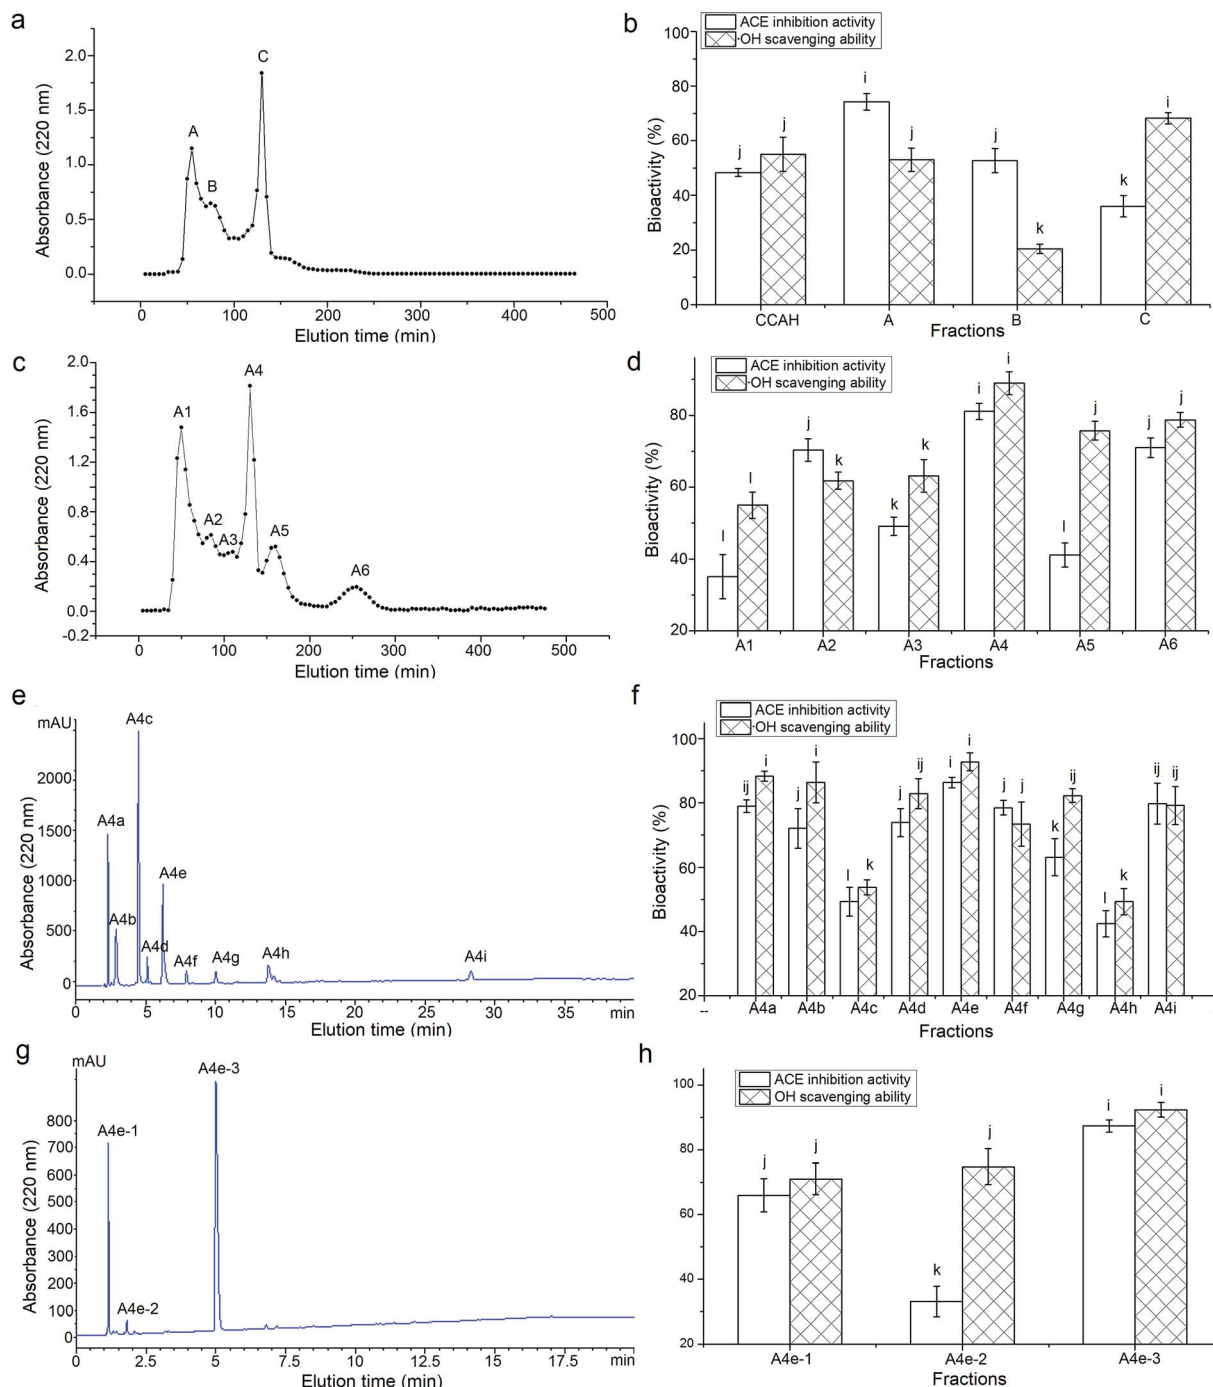 a
Absorbance (220 nm)
2.0
1.5
1.0
0.5
0.0
A
B
C
0 100 200 300 400 500
Elution time (min)
b
ACE inhibition activity
·OH scavenging ability
Bioactivity (%)
100
80
60
40
20
0
j j i j j k k i
CCAH A B C
Fractions
c
Absorbance (220 nm)
2.0
1.6
1.2
0.8
0.4
0.0
-0.2
A1
A2
A3
A4
A5
A6
0 100 200 300 400 500
Elution time (min)
d
ACE inhibition activity
·OH scavenging ability
Bioactivity (%)
80
60
40
20
l l j k k k i i l j j j
A1 A2 A3 A4 A5 A6
Fractions
e
mAU
Absorbance (220 nm)
2000
1500
1000
500
0
A4a
A4b
A4c
A4d
A4e
A4f
A4g
A4h
A4i
0 5 10 15 20 25 30 35 min
Elution time (min)
f
ACE inhibition activity
·OH scavenging ability
Bioactivity (%)
100
80
60
40
20
ij i j i l k j ij i i j j k ij l k ij ij
-- A4a A4b A4c A4d A4e A4f A4g A4h A4i
Fractions
g
mAU
Absorbance (220 nm)
800
700
600
500
400
300
200
100
0
A4e-1
A4e-2
A4e-3
0 2.5 5 7.5 10 12.5 15 17.5 min
Elution time (min)
h
ACE inhibition activity
OH scavenging ability
Bioactivity (%)
100
80
60
40
20
j j k j i i
A4e-1 A4e-2 A4e-3
Fractions